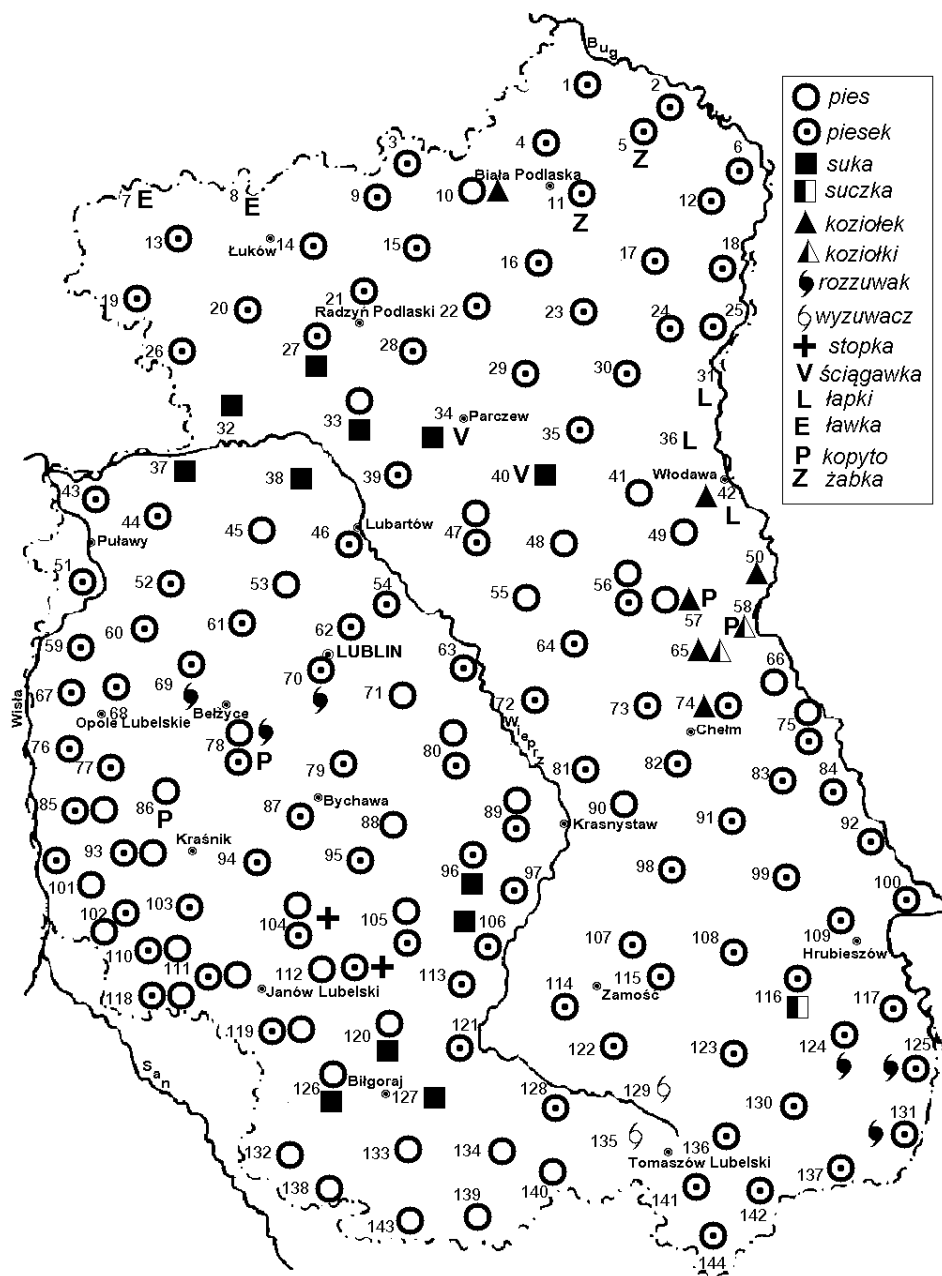 Bug
1
2
3
4
5
Z
6
Biała Podlaska
7
E
8
E
9
10
11
Z
12
13
Łuków
14
15
16
17
18
19
20
21
Radzyń Podlaski
22
23
24
25
26
27
28
29
30
31
L
32
33
34
Parczew
V
35
36
L
37
38
39
40
V
41
Włodawa
42
L
43
44
45
46
Lubartów
47
48
49
50
Puławy
51
52
53
54
55
56
57
P
58
P
59
60
61
62
LUBLIN
63
64
65
66
Wisła
67
68
Opole Lubelskie
69
Bełżyce
70
71
72
Wieprz
73
74
Chełm
75
76
77
78
P
79
80
81
82
83
84
85
86
P
87
Bychawa
88
89
90
Krasnystaw
91
92
93
Kraśnik
94
95
96
97
98
99
100
101
102
103
104
105
106
107
108
109
Hrubieszów
110
111
112
Janów Lubelski
113
114
Zamość
115
116
117
118
119
120
121
122
123
124
125
San
126
Biłgoraj
127
128
129
130
131
132
133
134
135
136
Tomaszów Lubelski
137
138
139
140
141
142
143
144
pies
piesek
suka
suczka
koziołek
koziołki
rozzuwak
wyzuwacz
stopka
V ściągawka
L łapki
E ławka
P kopyto
Z żabka